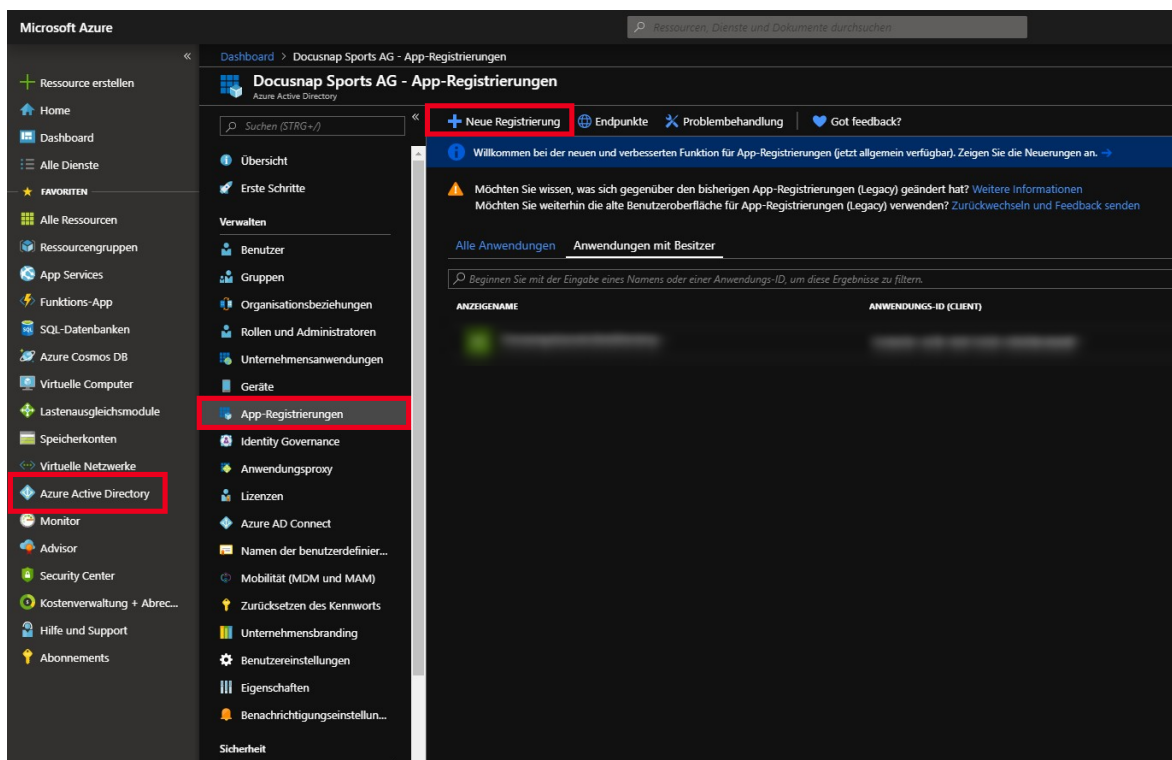 Microsoft Azure
Ressourcen, Dienste und Dokumente durchsuchen
«
Ressource erstellen
Home
Dashboard
Alle Dienste
FAVORITEN
Alle Ressourcen
Ressourcengruppen
App Services
Funktions-App
SQL-Datenbanken
Azure Cosmos DB
Virtuelle Computer
Lastenausgleichsmodule
Speicherkonten
Virtuelle Netzwerke
Azure Active Directory
Monitor
Advisor
Security Center
Kostenverwaltung + Abrec...
Hilfe und Support
Abonnements
Dashboard > Docusnap Sports AG - App-Registrierungen
Docusnap Sports AG - App-Registrierungen
Azure Active Directory
Suchen (STRG+/)
«
Übersicht
Erste Schritte
Verwalten
Benutzer
Gruppen
Organisationsbeziehungen
Rollen und Administratoren
Unternehmensanwendungen
Geräte
App-Registrierungen
Identity Governance
Anwendungsproxy
Lizenzen
Azure AD Connect
Namen der benutzerdefinier...
Mobilität (MDM und MAM)
Zurücksetzen des Kennworts
Unternehmensbranding
Benutzereinstellungen
Eigenschaften
Benachrichtigungseinstellun...
Sicherheit
Neue Registrierung Endpunkte Problembehandlung Got feedback?
Willkommen bei der neuen und verbesserten Funktion für App-Registrierungen (jetzt allgemein verfügbar). Zeigen Sie die Neuerungen an. →
Möchten Sie wissen, was sich gegenüber den bisherigen App-Registrierungen (Legacy) geändert hat? Weitere Informationen
Möchten Sie weiterhin die alte Benutzeroberfläche für App-Registrierungen (Legacy) verwenden? Zurückwechseln und Feedback senden
Alle Anwendungen Anwendungen mit Besitzer
Beginnen Sie mit der Eingabe eines Namens oder einer Anwendungs-ID, um diese Ergebnisse zu filtern.
ANZEIGENAME ANWENDUNGS-ID (CLIENT)